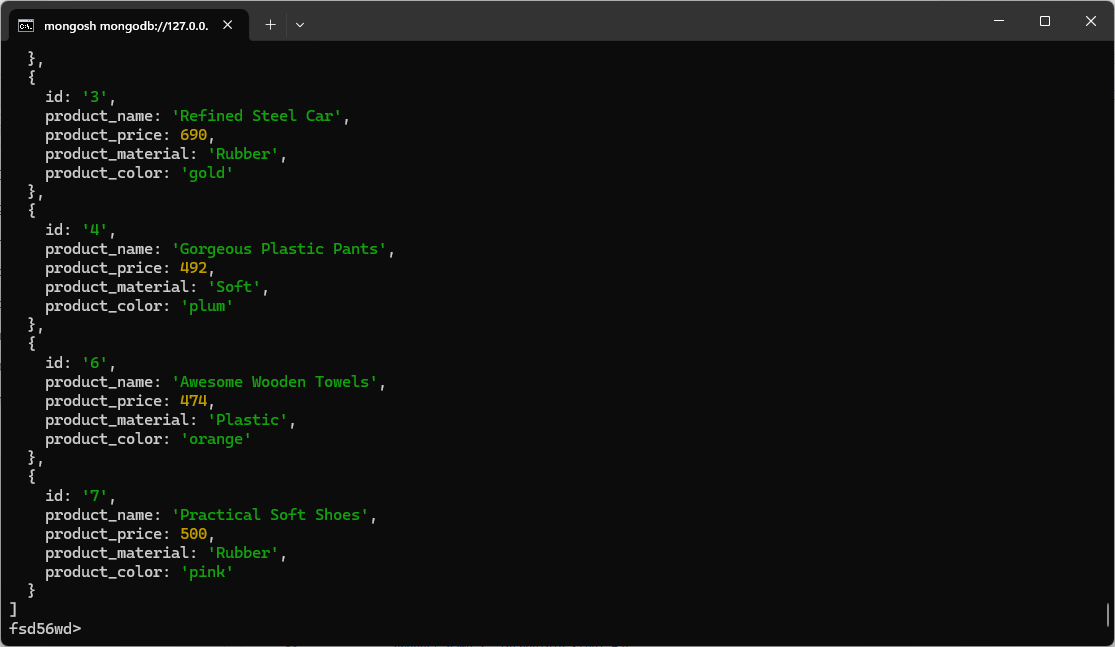 mongosh mongodb://127.0.0.
},
{
id: '3',
product_name: 'Refined Steel Car',
product_price: 690,
product_material: 'Rubber',
product_color: 'gold'
},
{
id: '4',
product_name: 'Gorgeous Plastic Pants',
product_price: 492,
product_material: 'Soft',
product_color: 'plum'
},
{
id: '6',
product_name: 'Awesome Wooden Towels',
product_price: 474,
product_material: 'Plastic',
product_color: 'orange'
},
{
id: '7',
product_name: 'Practical Soft Shoes',
product_price: 500,
product_material: 'Rubber',
product_color: 'pink'
}
]
fsd56wd>